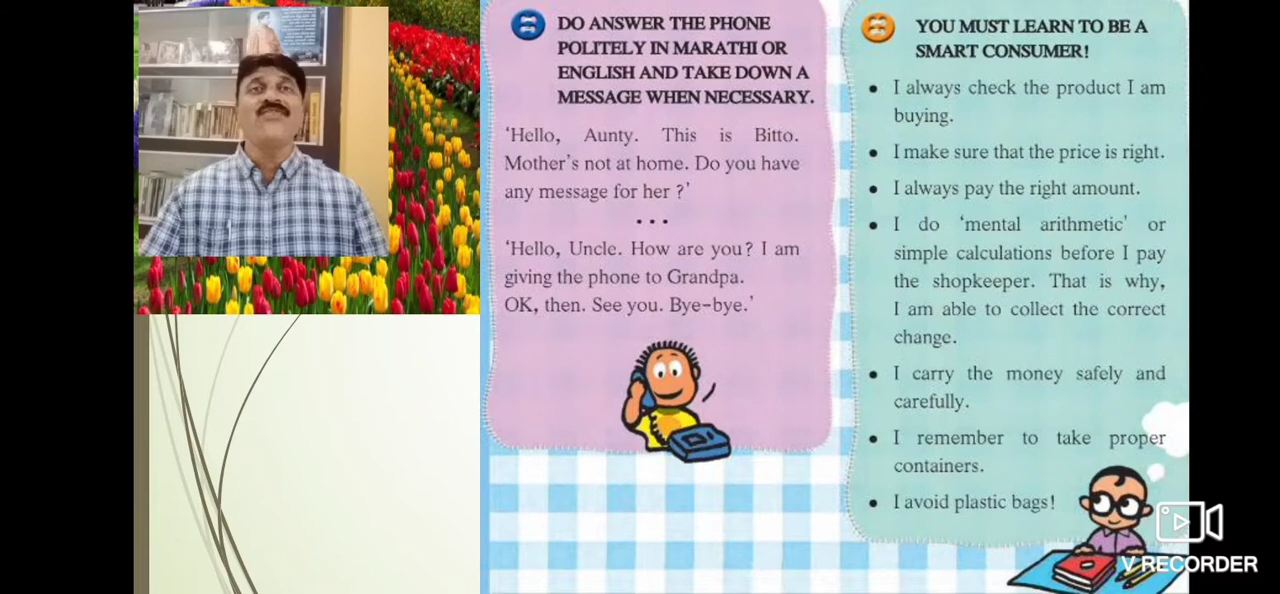 DO ANSWER THE PHONE
POLITELY IN MARATHI OR
ENGLISH AND TAKE DOWN A
MESSAGE WHEN NECESSARY.
‘Hello, Aunty. This is Bitto.
Mother’s not at home. Do you have
any message for her ?’
• • •
‘Hello, Uncle. How are you? I am
giving the phone to Grandpa.
OK, then. See you. Bye-bye.’
YOU MUST LEARN TO BE A
SMART CONSUMER!
• I always check the product I am
buying.
• I make sure that the price is right.
• I always pay the right amount.
• I do ‘mental arithmetic’ or
simple calculations before I pay
the shopkeeper. That is why,
I am able to collect the correct
change.
• I carry the money safely and
carefully.
• I remember to take proper
containers.
• I avoid plastic bags!
V RECORDER